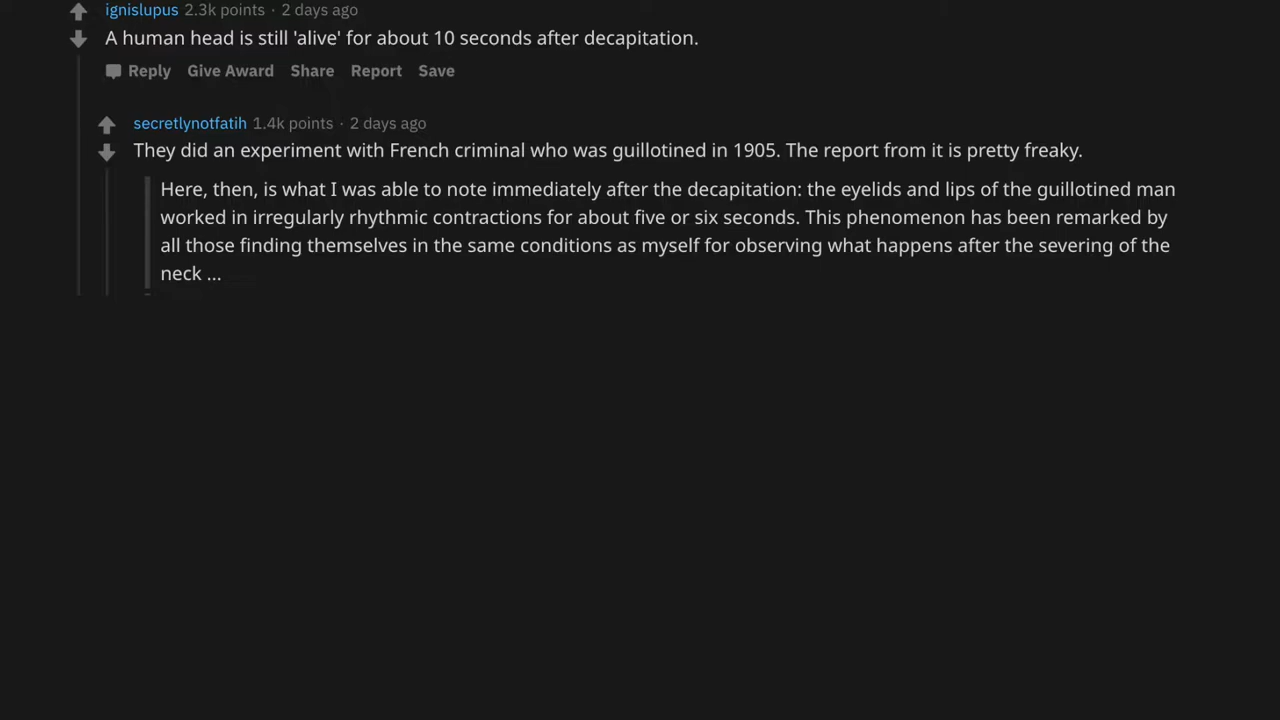 ignislupus 2.3k points · 2 days ago
A human head is still 'alive' for about 10 seconds after decapitation.
Reply Give Award Share Report Save
secretlynotfatih 1.4k points · 2 days ago
They did an experiment with French criminal who was guillotined in 1905. The report from it is pretty freaky.
Here, then, is what I was able to note immediately after the decapitation: the eyelids and lips of the guillotined man
worked in irregularly rhythmic contractions for about five or six seconds. This phenomenon has been remarked by
all those finding themselves in the same conditions as myself for observing what happens after the severing of the
neck ...